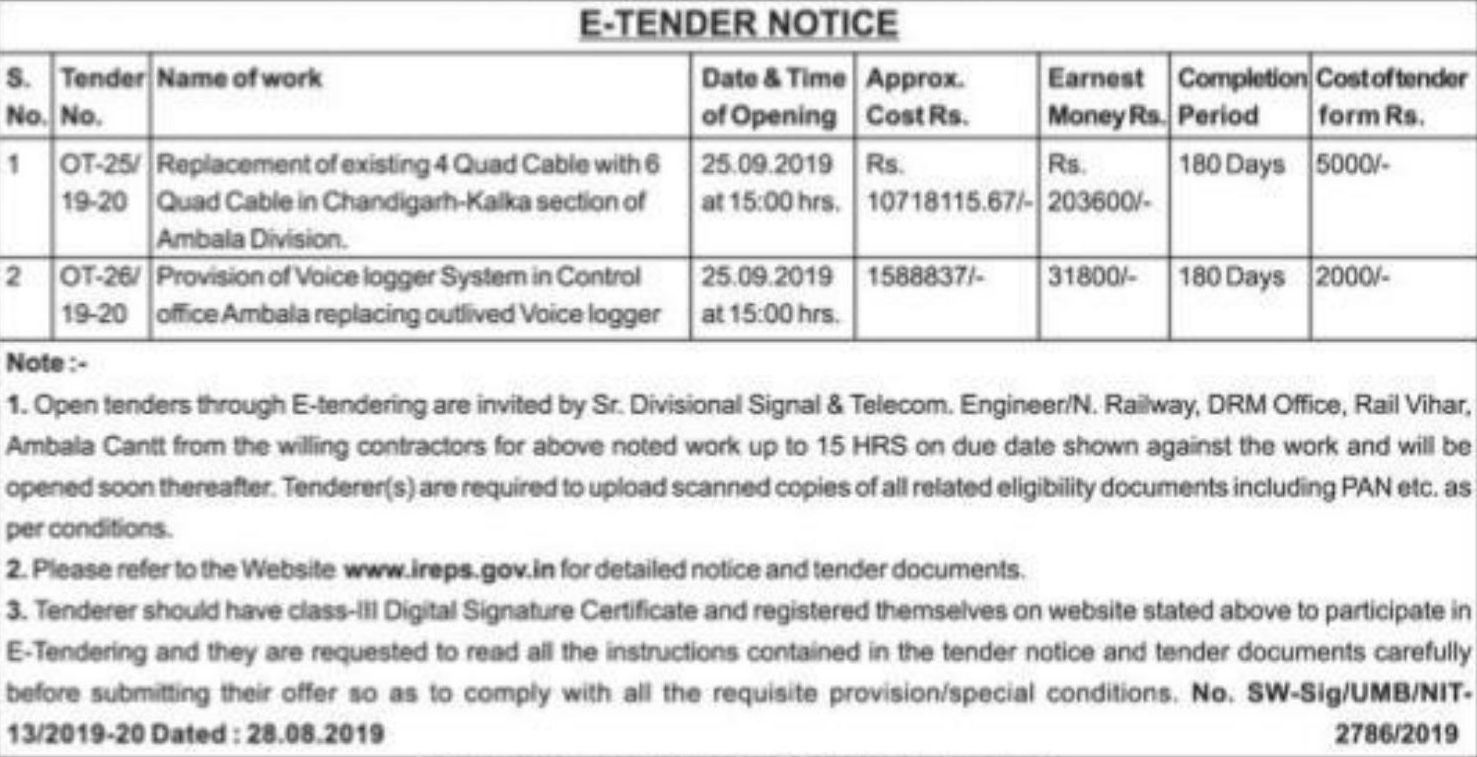 E-TENDER NOTICE
S. No. | Tender No. | Name of work | Date & Time of Opening | Approx. Cost Rs. | Earnest Money Rs. | Completion Period | Cost of tender form Rs.
1 | OT-25/19-20 | Replacement of existing 4 Quad Cable with 6 Quad Cable in Chandigarh-Kalka section of Ambala Division. | 25.09.2019 at 15:00 hrs. | Rs. 10718115.67/- | Rs. 203600/- | 180 Days | 5000/-
2 | OT-26/19-20 | Provision of Voice logger System in Control office Ambala replacing outlived Voice logger | 25.09.2019 at 15:00 hrs. | 1588837/- | 31800/- | 180 Days | 2000/-
Note :-
1. Open tenders through E-tendering are invited by Sr. Divisional Signal & Telecom. Engineer/N. Railway, DRM Office, Rail Vihar,
Ambala Cantt from the willing contractors for above noted work up to 15 HRS on due date shown against the work and will be
opened soon thereafter. Tenderer(s) are required to upload scanned copies of all related eligibility documents including PAN etc. as
per conditions.
2. Please refer to the Website www.ireps.gov.in for detailed notice and tender documents.
3. Tenderer should have class-III Digital Signature Certificate and registered themselves on website stated above to participate in
E-Tendering and they are requested to read all the instructions contained in the tender notice and tender documents carefully
before submitting their offer so as to comply with all the requisite provision/special conditions. No. SW-Sig/UMB/NIT-
13/2019-20 Dated : 28.08.2019 2786/2019